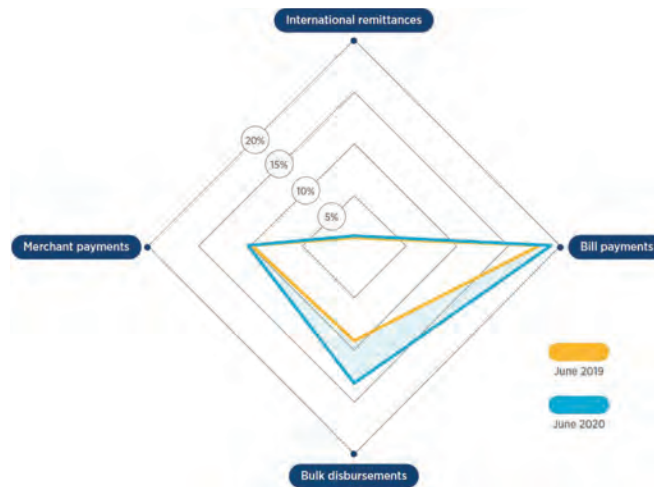 International remittances
20%
15%
10%
5%
Merchant payments
Bill payments
June 2019
June 2020
Bulk disbursements